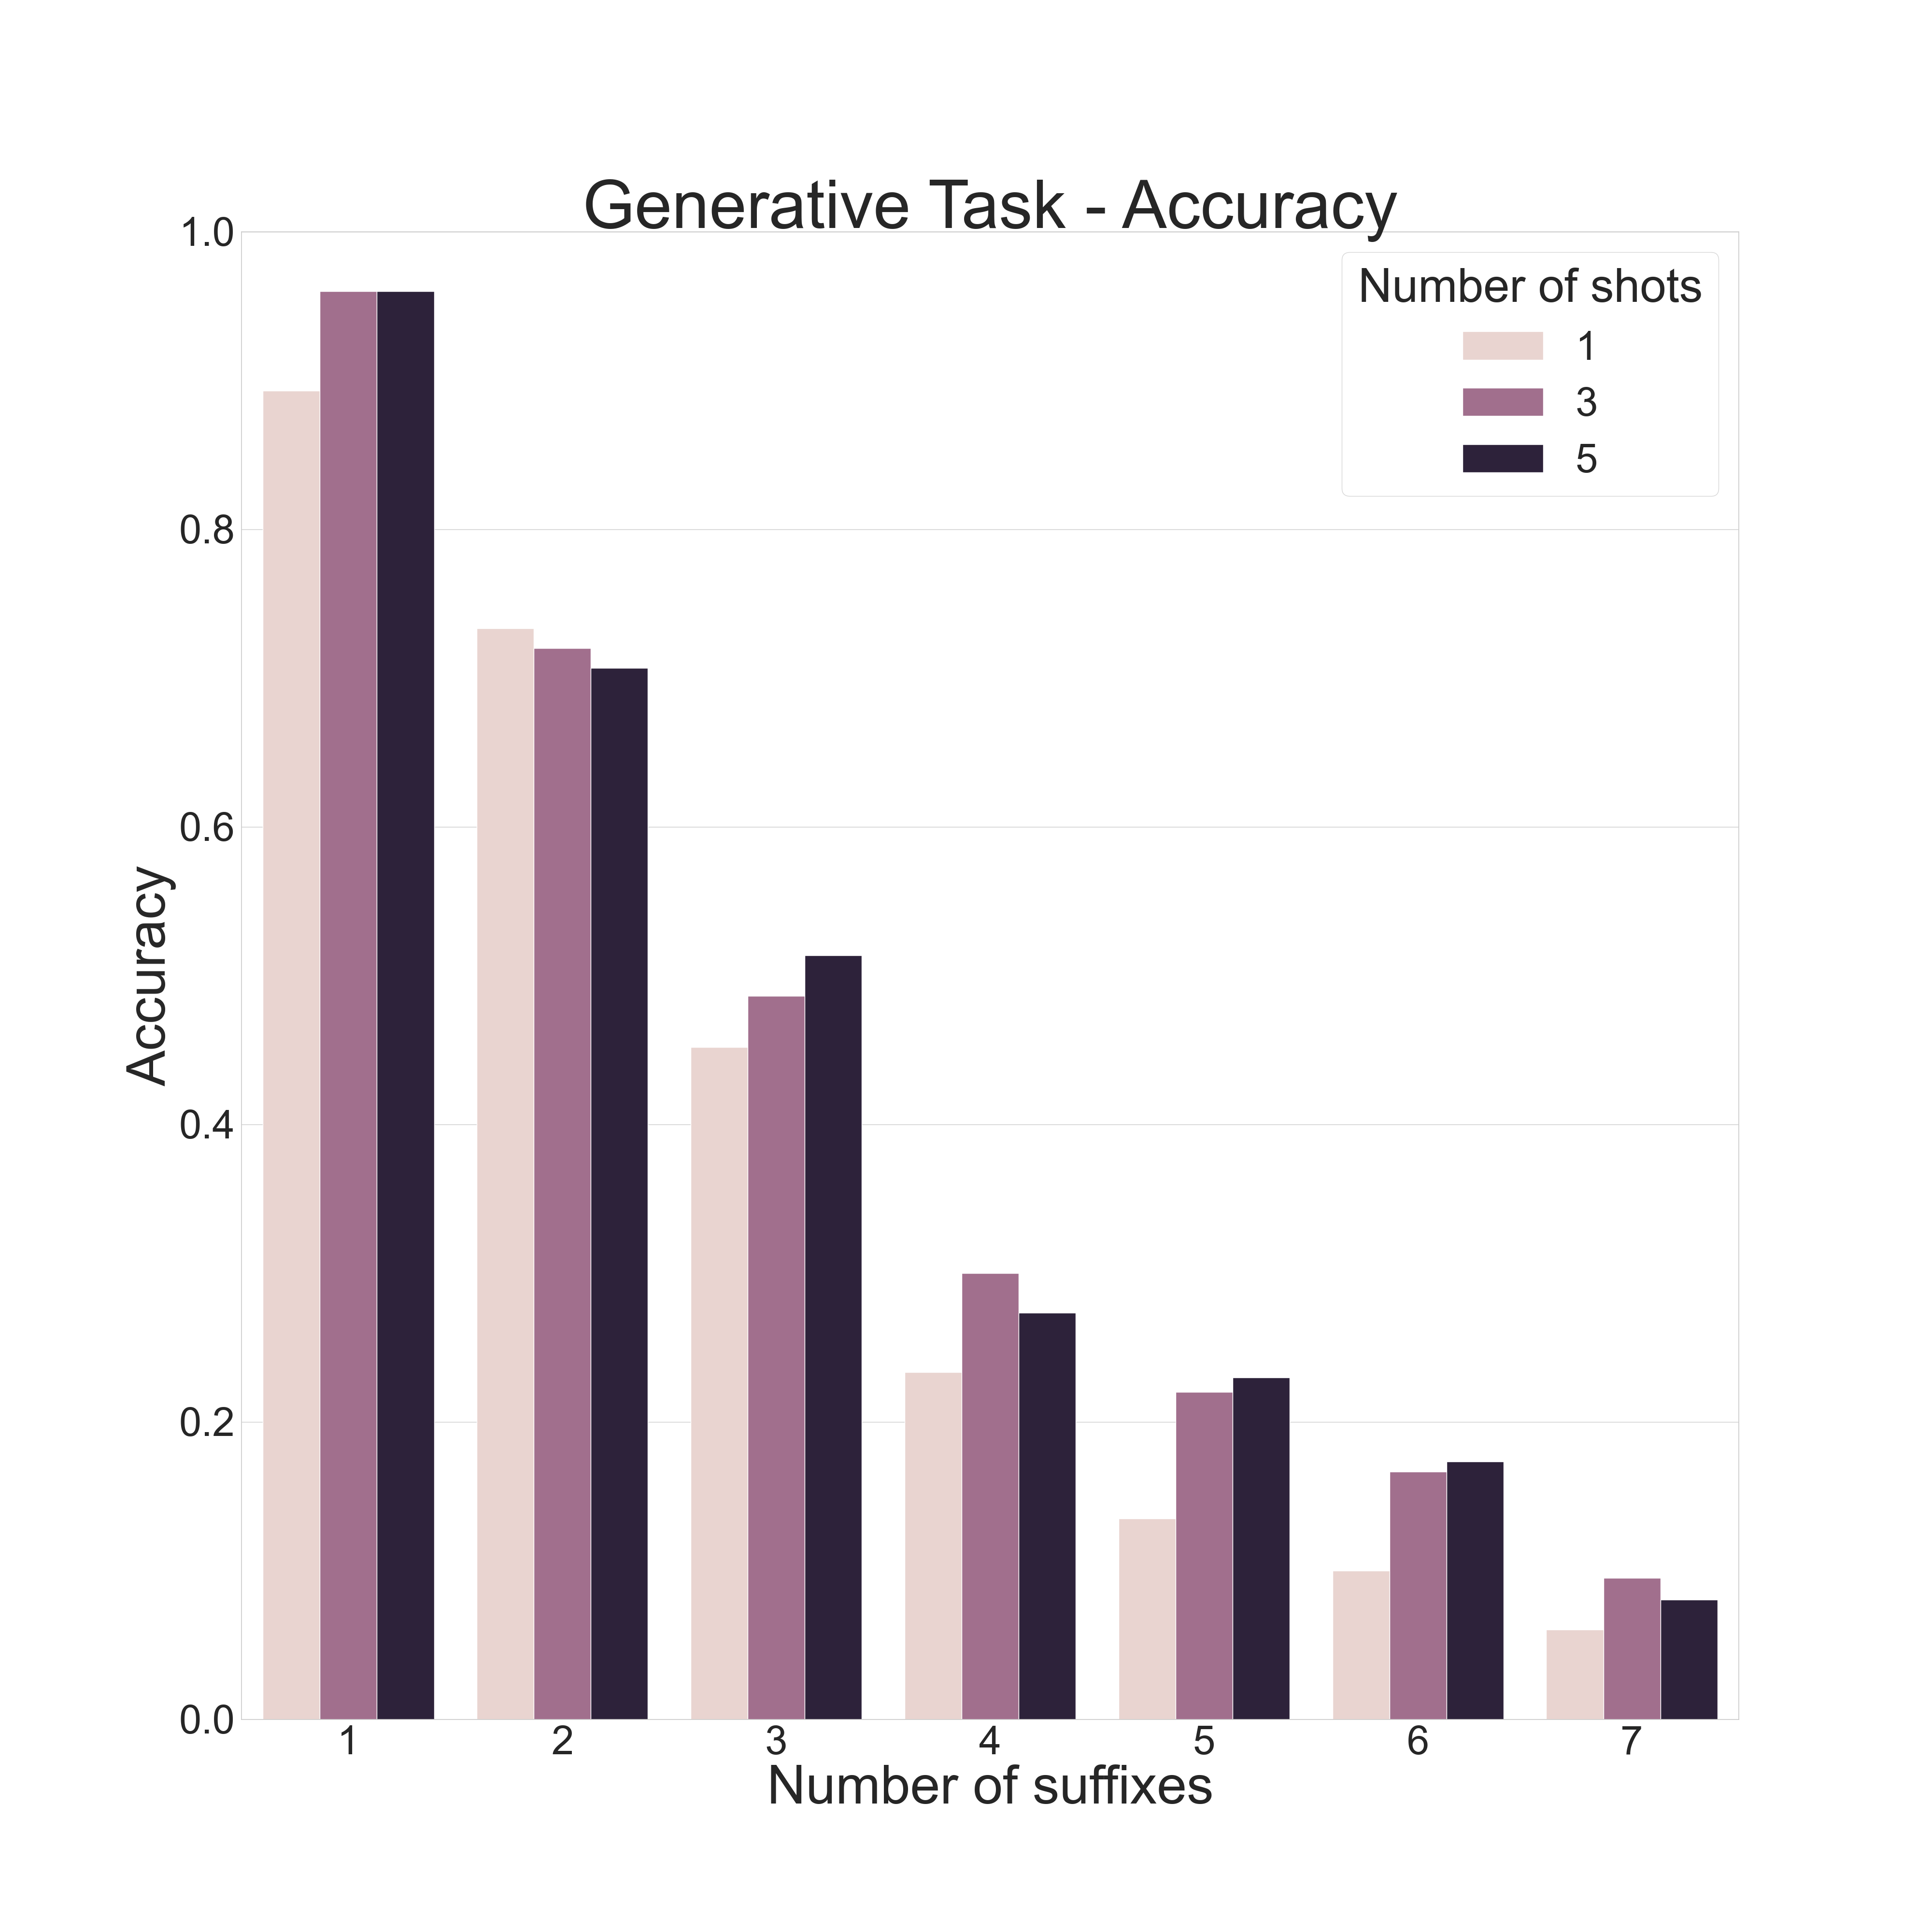 Generative Task - Accuracy
Number of shots
1
3
5
Accuracy
1.0
0.8
0.6
0.4
0.2
0.0
1 2 3 4 5 6 7
Number of suffixes